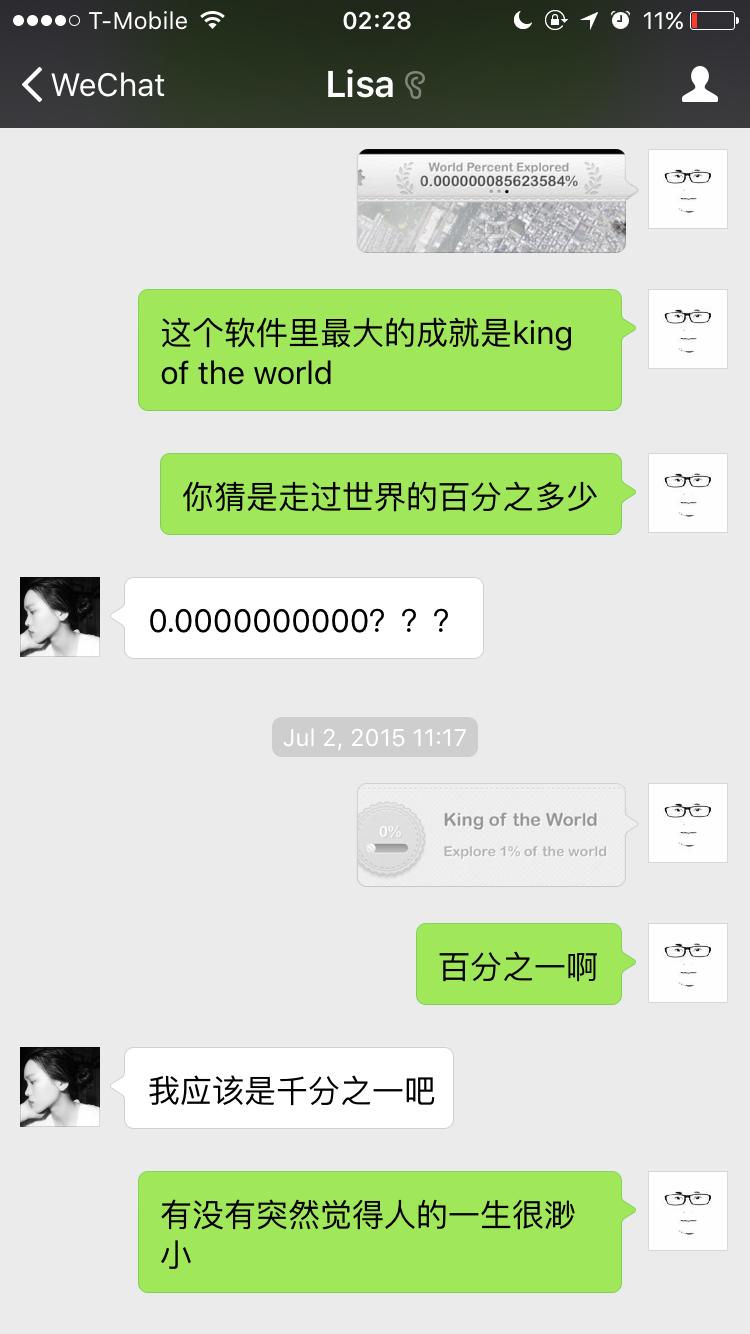 T-Mobile 02:28 11%
WeChat Lisa
World Percent Explored
0.000000085623584%
这个软件里最大的成就是king
of the world
你猜是走过世界的百分之多少
0.0000000000？？？
Jul 2, 2015 11:17
0%
King of the World
Explore 1% of the world
百分之一啊
我应该是千分之一吧
有没有突然觉得人的一生很渺
小